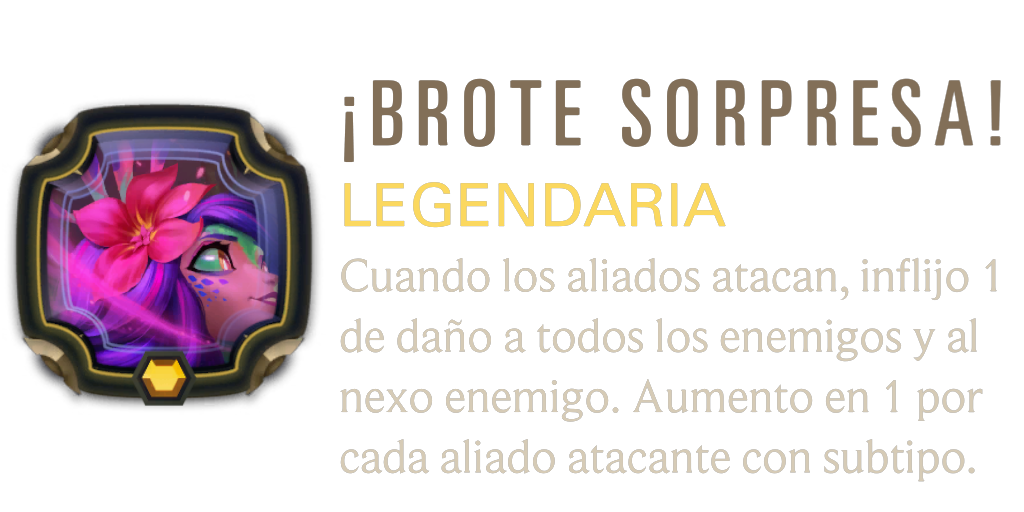 ¡BROTE SORPRESA!
LEGENDARIA
Cuando los aliados atacan, inflijo 1
de daño a todos los enemigos y al
nexo enemigo. Aumento en 1 por
cada aliado atacante con subtipo.